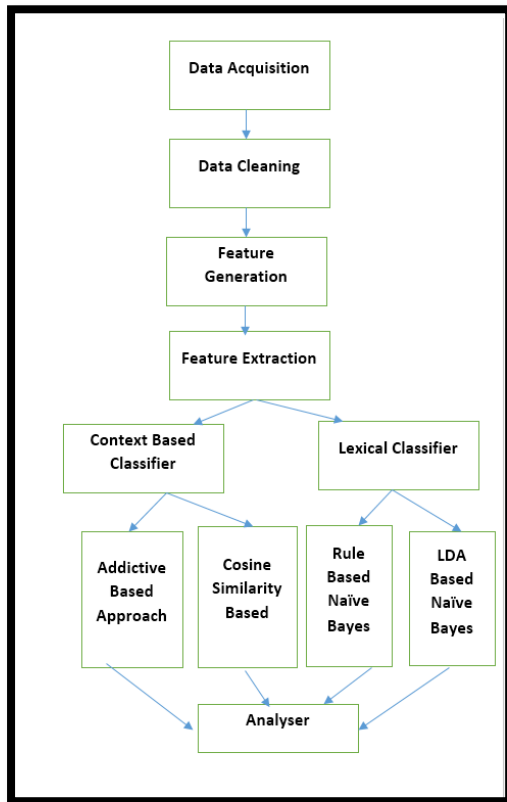 Data Acquisition
Data Cleaning
Feature
Generation
Feature Extraction
Context Based
Classifier
Lexical Classifier
Addictive
Based
Approach
Cosine
Similarity
Based
Rule
Based
Naïve
Bayes
LDA
Based
Naïve
Bayes
Analyser